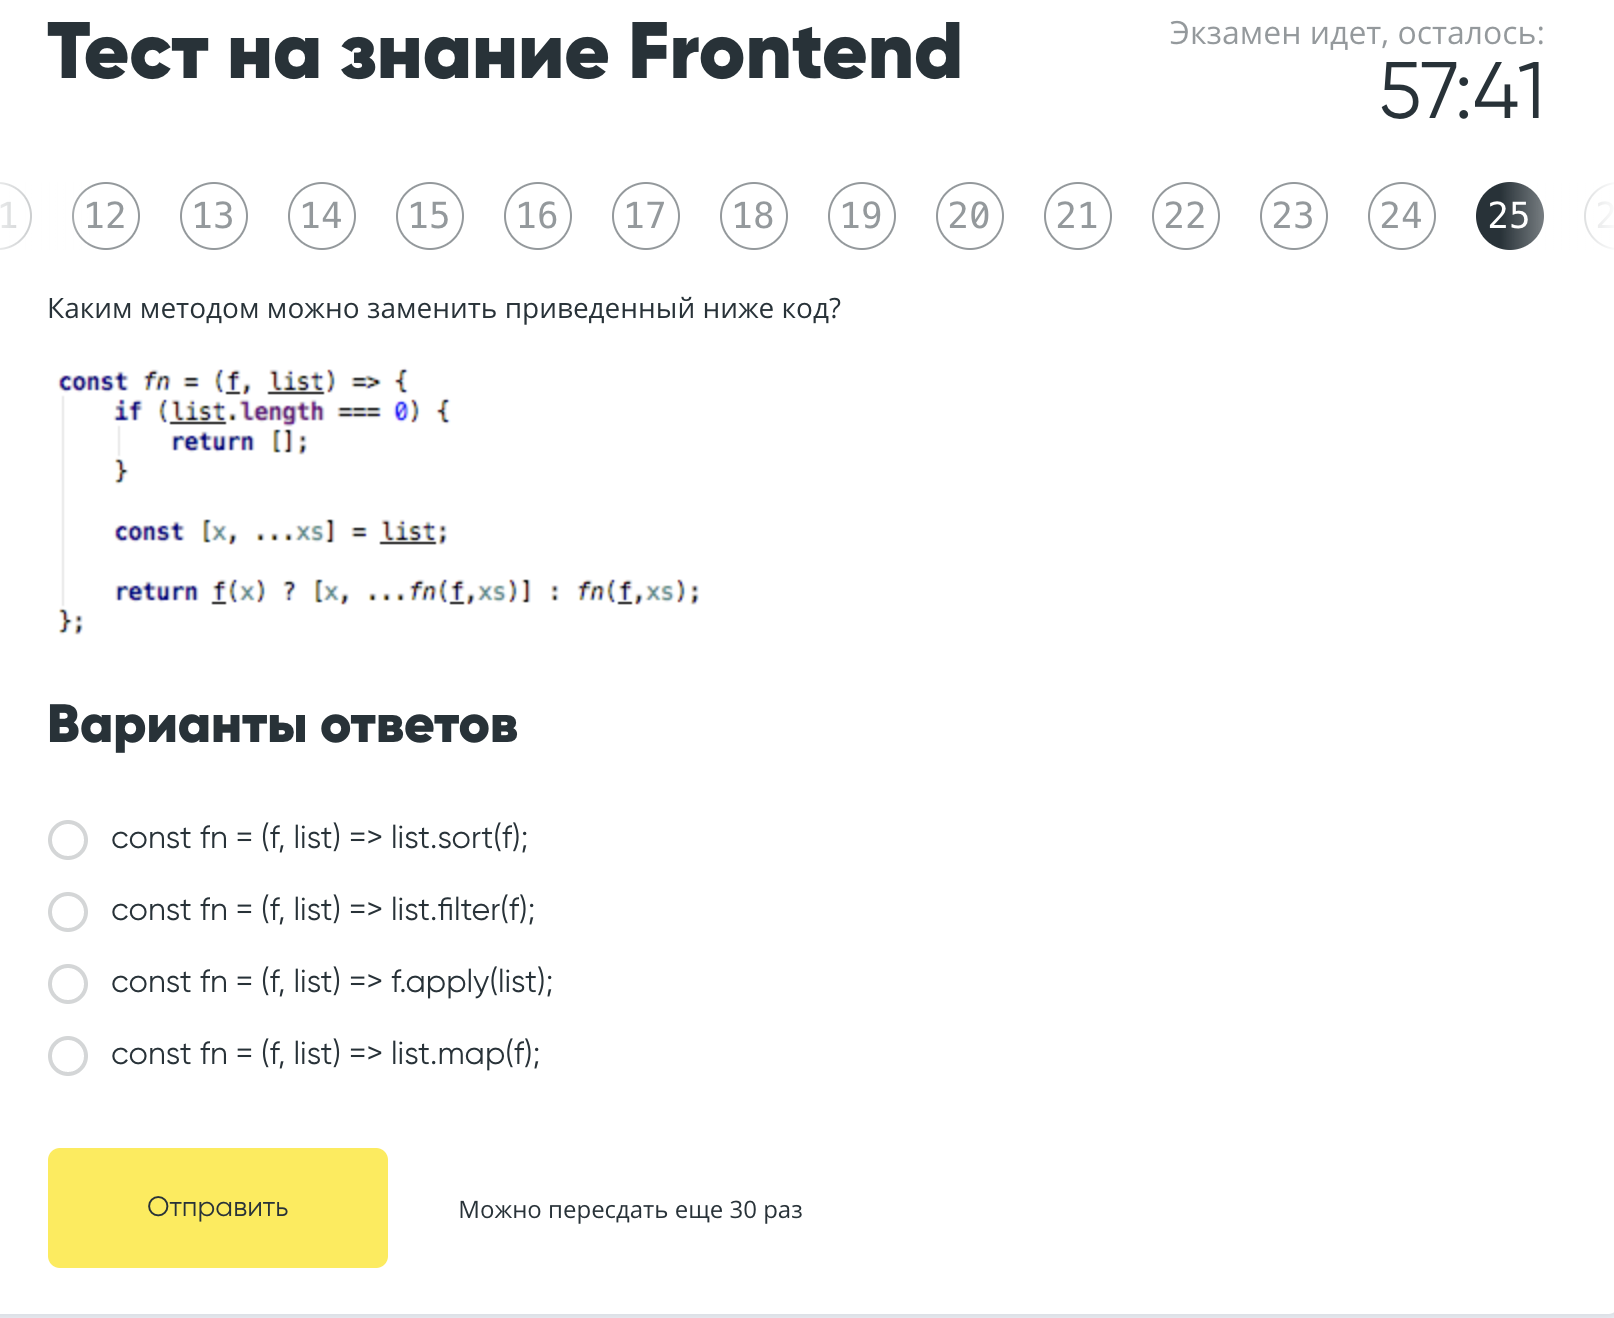 Тест на знание Frontend
Экзамен идет, осталось:
57:41
1 12 13 14 15 16 17 18 19 20 21 22 23 24 25 2
Каким методом можно заменить приведенный ниже код?
const fn = (f, list) => {
    if (list.length === 0) {
        return [];
    }
    const [x, ...xs] = list;
    return f(x) ? [x, ...fn(f,xs)] : fn(f,xs);
};
Варианты ответов
const fn = (f, list) => list.sort(f);
const fn = (f, list) => list.filter(f);
const fn = (f, list) => f.apply(list);
const fn = (f, list) => list.map(f);
Отправить
Можно пересдать еще 30 раз